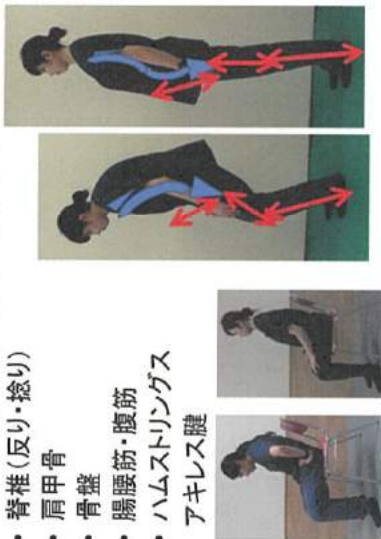 • 脊椎(反り・捻り)
• 肩甲骨
• 骨盤
• 腸腰筋・腹筋
• ハムストリングス
アキレス腱